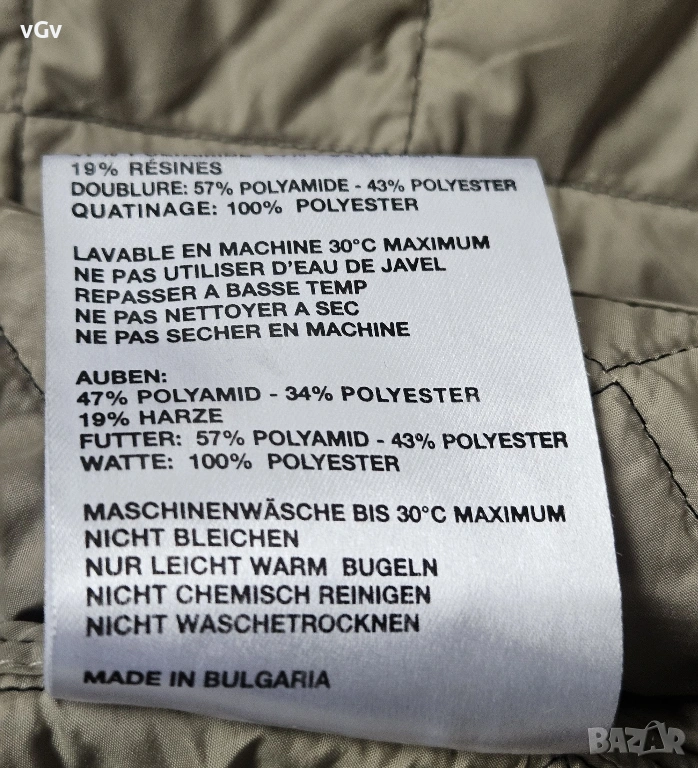 vGv
19% RÉSINES
DOUBLURE: 57% POLYAMIDE - 43% POLYESTER
QUATINAGE: 100% POLYESTER
LAVABLE EN MACHINE 30°C MAXIMUM
NE PAS UTILISER D'EAU DE JAVEL
REPASSER A BASSE TEMP
NE PAS NETTOYER A SEC
NE PAS SECHER EN MACHINE
AUBEN:
47% POLYAMID - 34% POLYESTER
19% HARZE
FUTTER: 57% POLYAMID - 43% POLYESTER
WATTE: 100% POLYESTER
MASCHINENWÄSCHE BIS 30°C MAXIMUM
NICHT BLEICHEN
NUR LEICHT WARM BUGELN
NICHT CHEMISCH REINIGEN
NICHT WASCHETROCKNEN
MADE IN BULGARIA
BAZAR